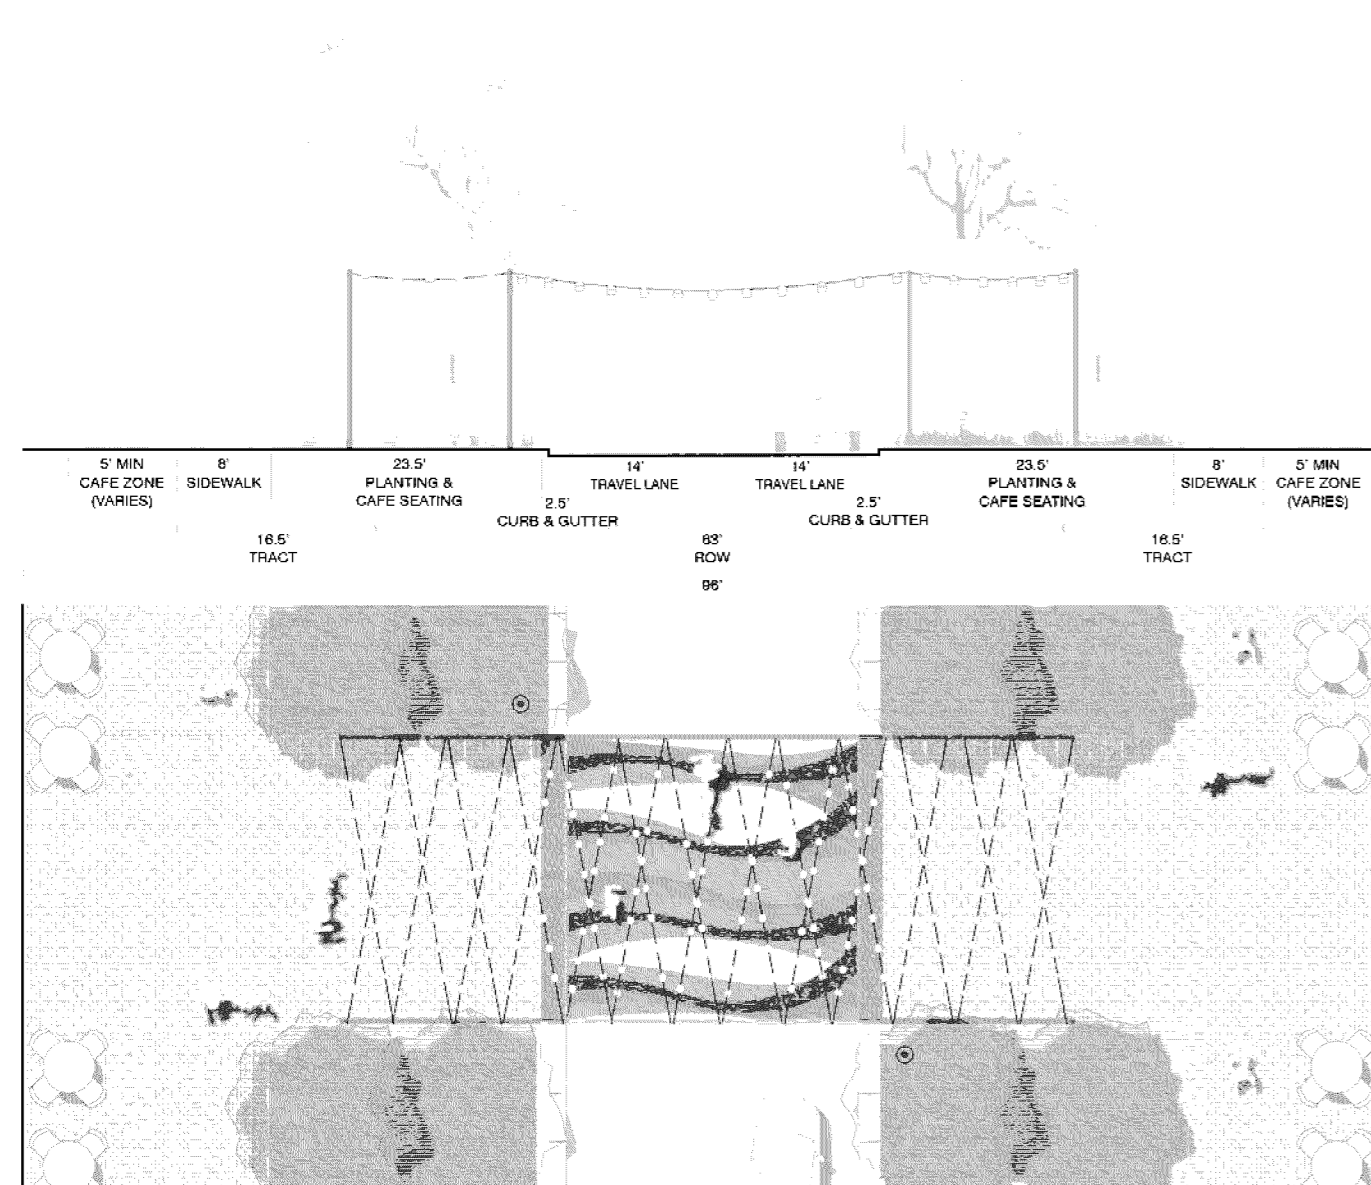 5' MIN
CAFE ZONE
(VARIES)
8'
SIDEWALK
23.5'
PLANTING &
CAFE SEATING
2.5'
CURB & GUTTER
14'
TRAVEL LANE
14'
TRAVEL LANE
2.5'
CURB & GUTTER
23.5'
PLANTING &
CAFE SEATING
8'
SIDEWALK
5' MIN
CAFE ZONE
(VARIES)
16.5'
TRACT
63'
ROW
16.5'
TRACT
96'